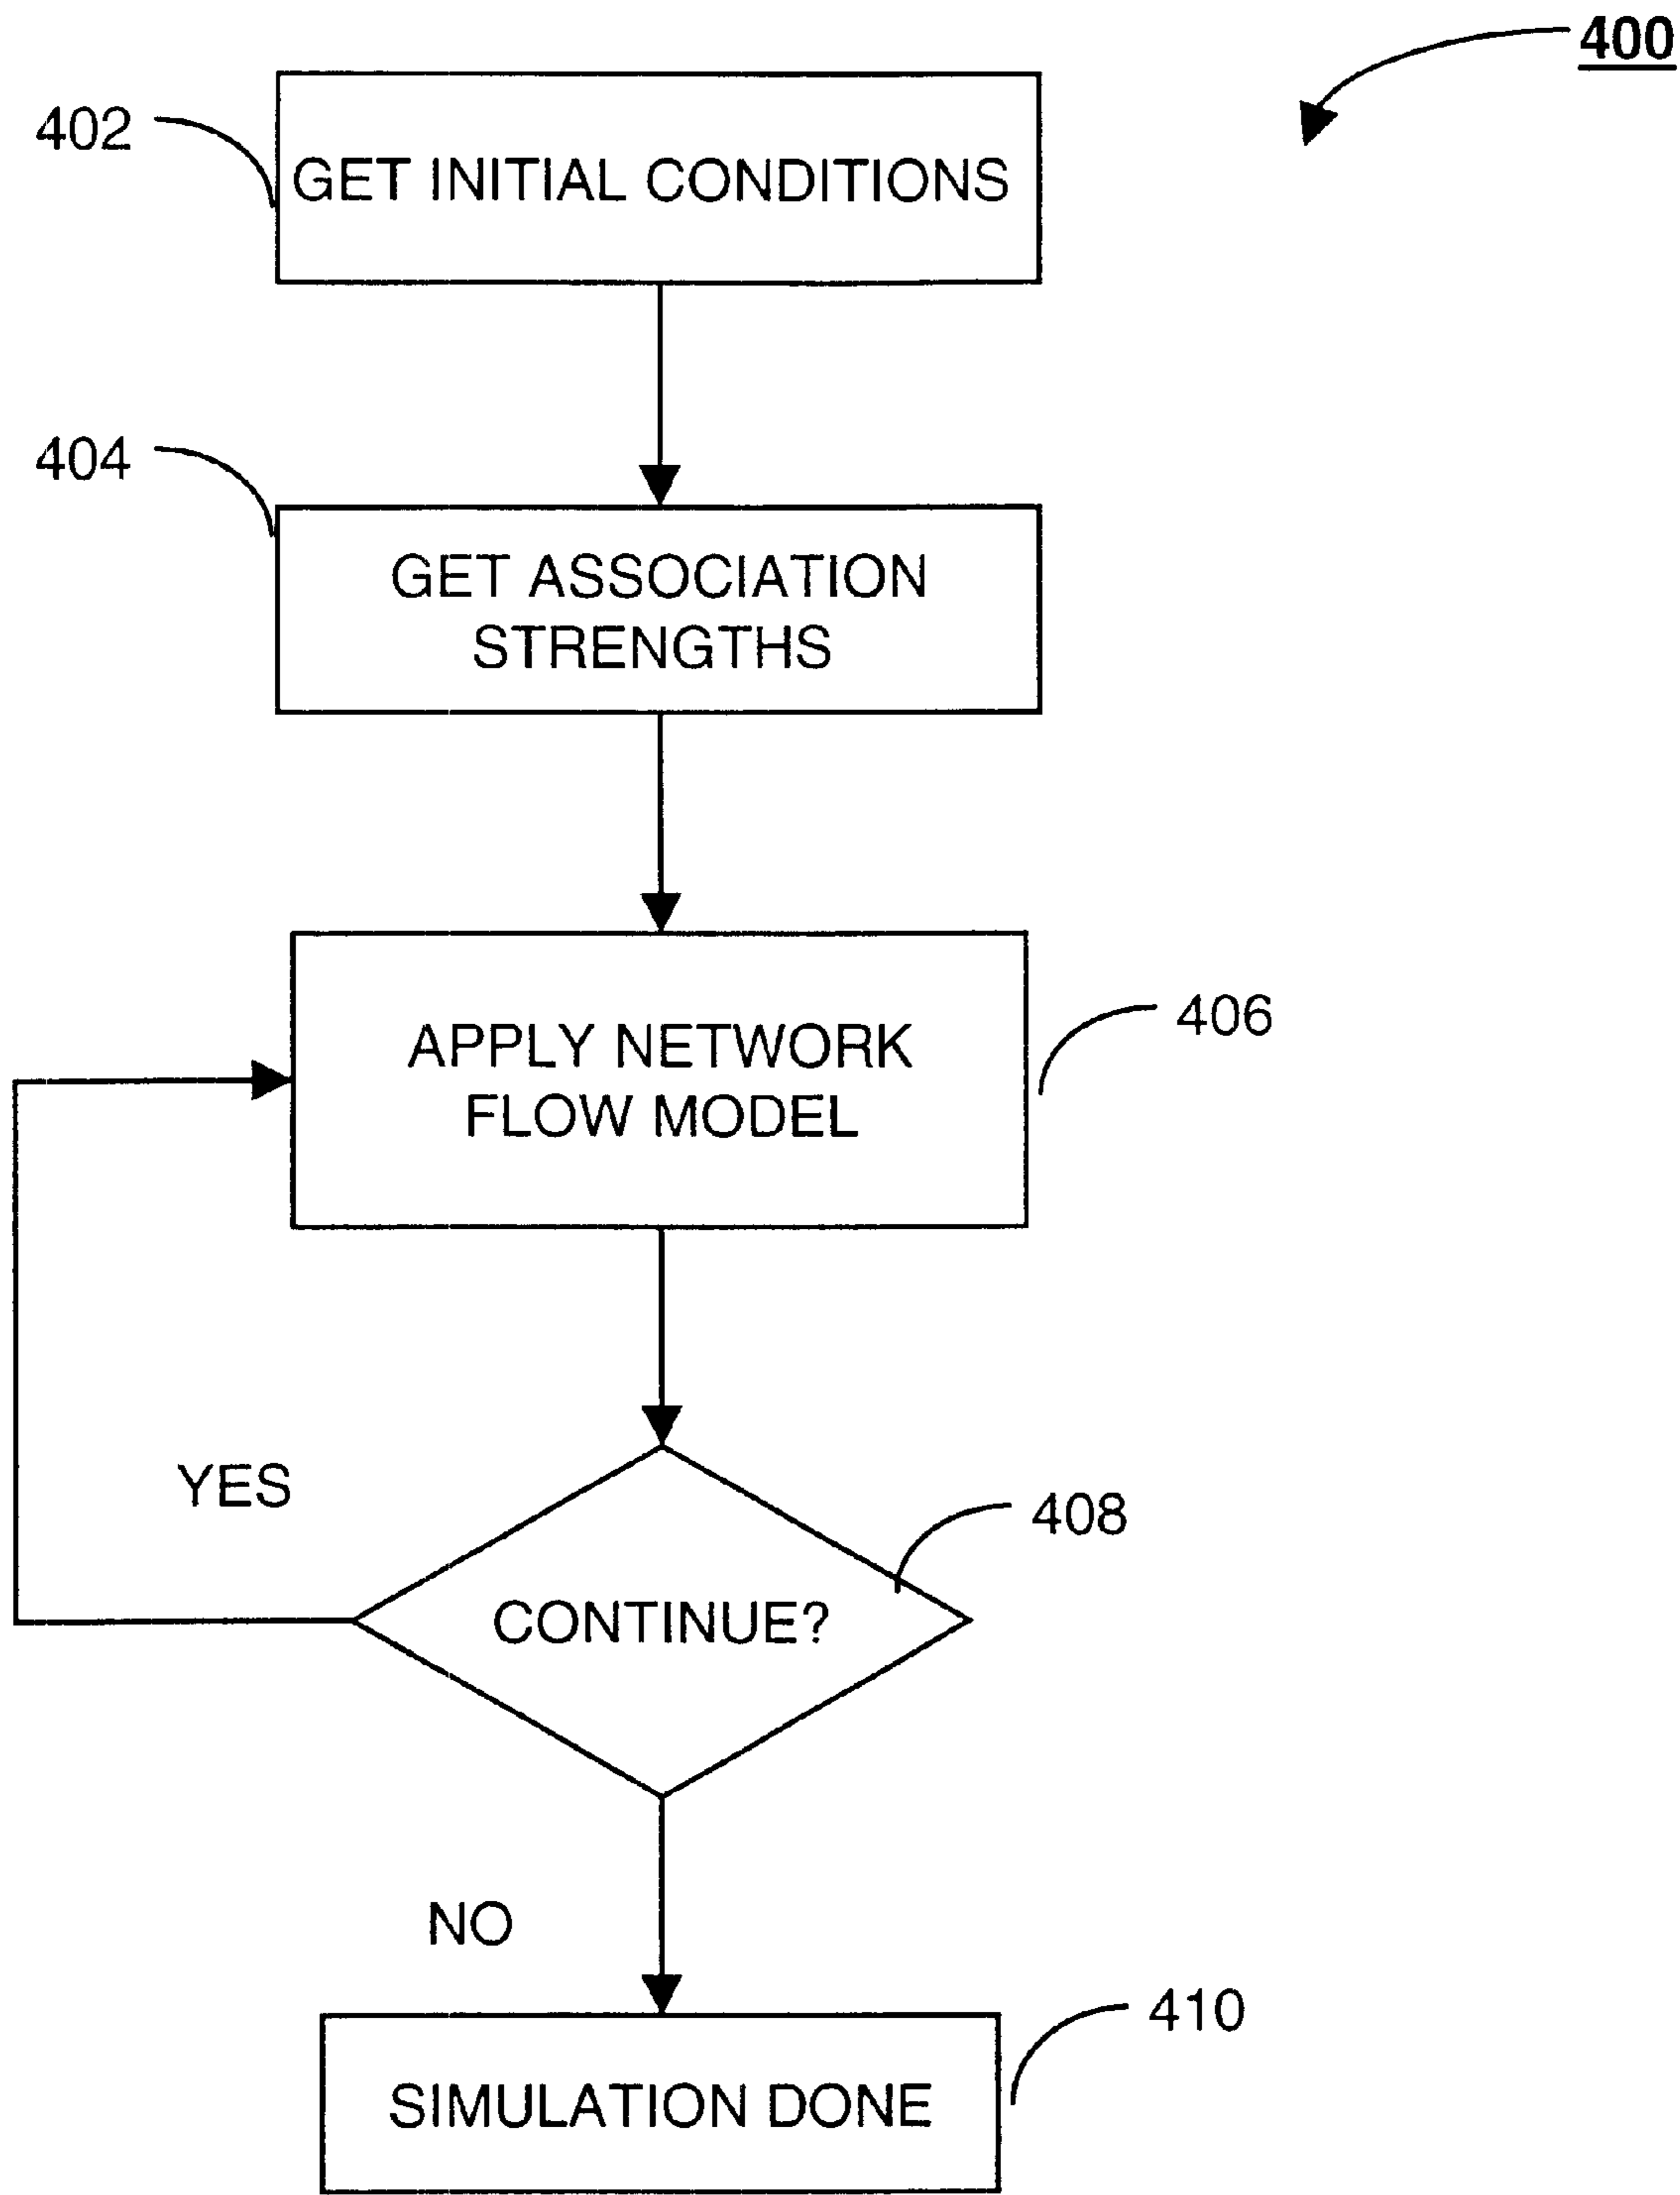 400
402
GET INITIAL CONDITIONS
404
GET ASSOCIATION
STRENGTHS
APPLY NETWORK
FLOW MODEL
406
YES
408
CONTINUE?
NO
410
SIMULATION DONE